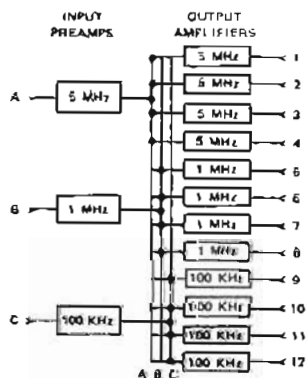 INPUT PREAMPS
OUTPUT AMPLIFIERS
5 MHz 1
5 MHz 2
A 5 MHz
5 MHz 3
5 MHz 4
1 MHz 5
1 MHz 6
B 1 MHz
1 MHz 7
1 MHz 8
100 KHz 9
100 KHz 10
C 100 KHz
100 KHz 11
100 KHz 12
A B C